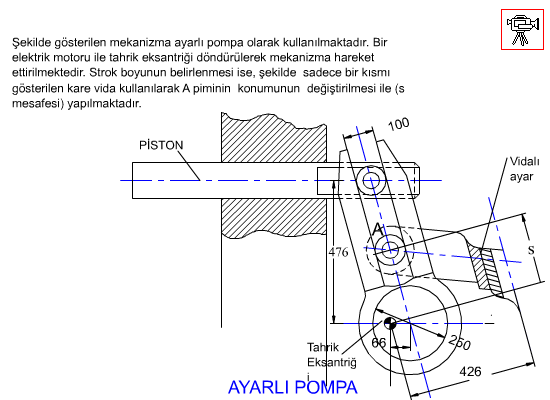 Şekilde gösterilen mekanizma ayarlı pompa olarak kullanılmaktadır. Bir
elektrik motoru ile tahrik eksantriği döndürülerek mekanizma hareket
ettirilmektedir. Strok boyunun belirlenmesi ise, şekilde sadece bir kısmı
gösterilen kare vida kullanılarak A piminin konumunun değiştirilmesi ile (s
mesafesi) yapılmaktadır.
100
PİSTON
Vidalı
ayar
A
476
s
66
250
Tahrik
Eksantriğ
i
426
AYARLI POMPA